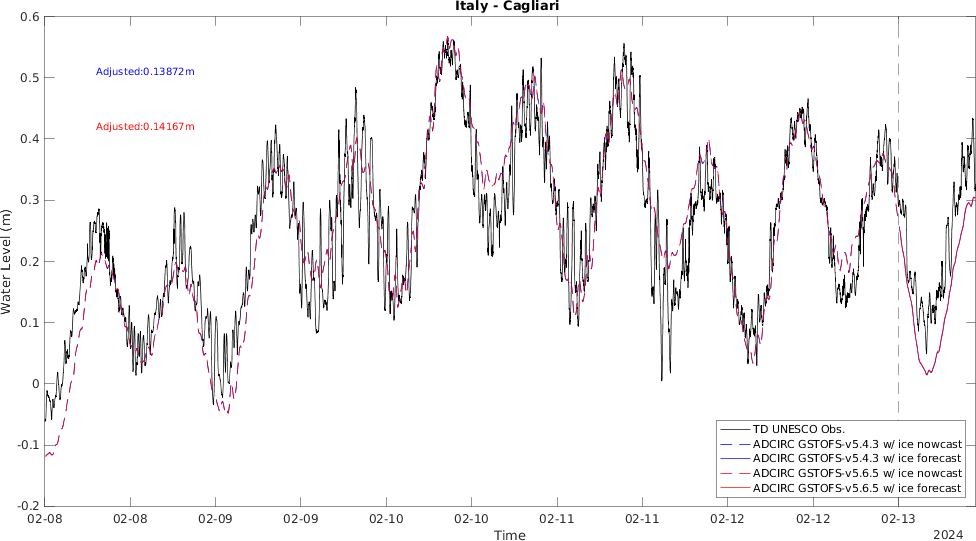 Italy - Cagliari
0.6
0.5
0.4
0.3
0.2
0.1
0
-0.1
-0.2
Water Level (m)
Adjusted:0.13872m
Adjusted:0.14167m
TD UNESCO Obs.
ADCIRC GSTOFS-v5.4.3 w/ ice nowcast
ADCIRC GSTOFS-v5.4.3 w/ ice forecast
ADCIRC GSTOFS-v5.6.5 w/ ice nowcast
ADCIRC GSTOFS-v5.6.5 w/ ice forecast
02-08 02-08 02-09 02-09 02-10 02-10 02-11 02-11 02-12 02-12 02-13
Time
2024